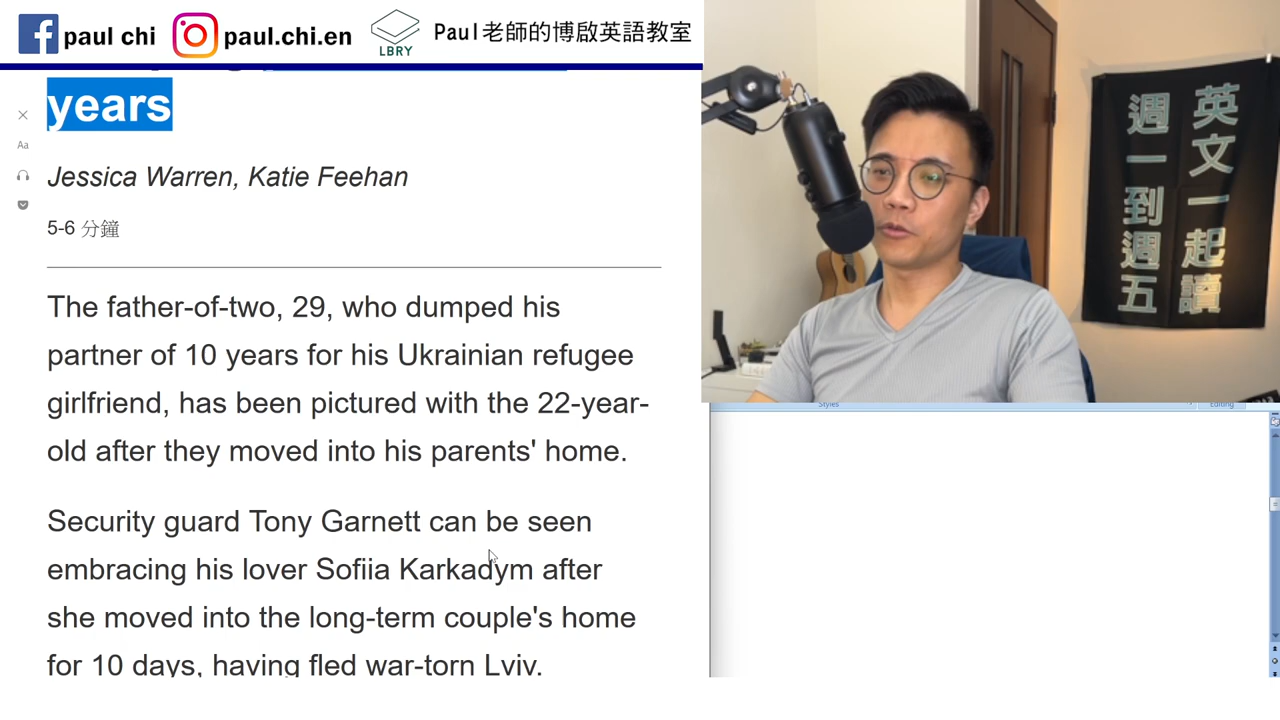 paul chi
paul.chi.en
LBRY
Paul老師的博啟英語教室
years
Aa
Jessica Warren, Katie Feehan
5-6 分鐘
The father-of-two, 29, who dumped his
partner of 10 years for his Ukrainian refugee
girlfriend, has been pictured with the 22-year-
old after they moved into his parents' home.
Security guard Tony Garnett can be seen
embracing his lover Sofiia Karkadym after
she moved into the long-term couple's home
for 10 days, having fled war-torn Lviv.
英文一起讀
週一到週五
Styles
Editing